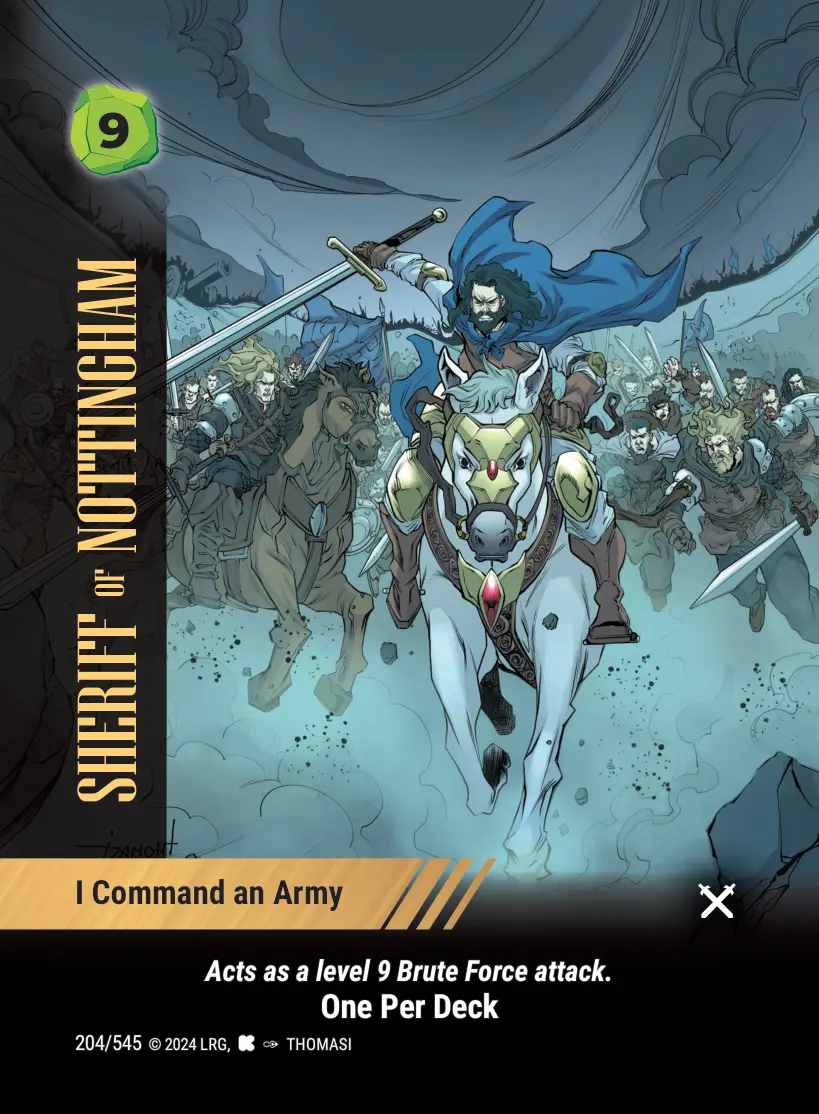 9
SHERIFF OF NOTTINGHAM
I Command an Army
Acts as a level 9 Brute Force attack.
One Per Deck
204/545 © 2024 LRG, THOMASI